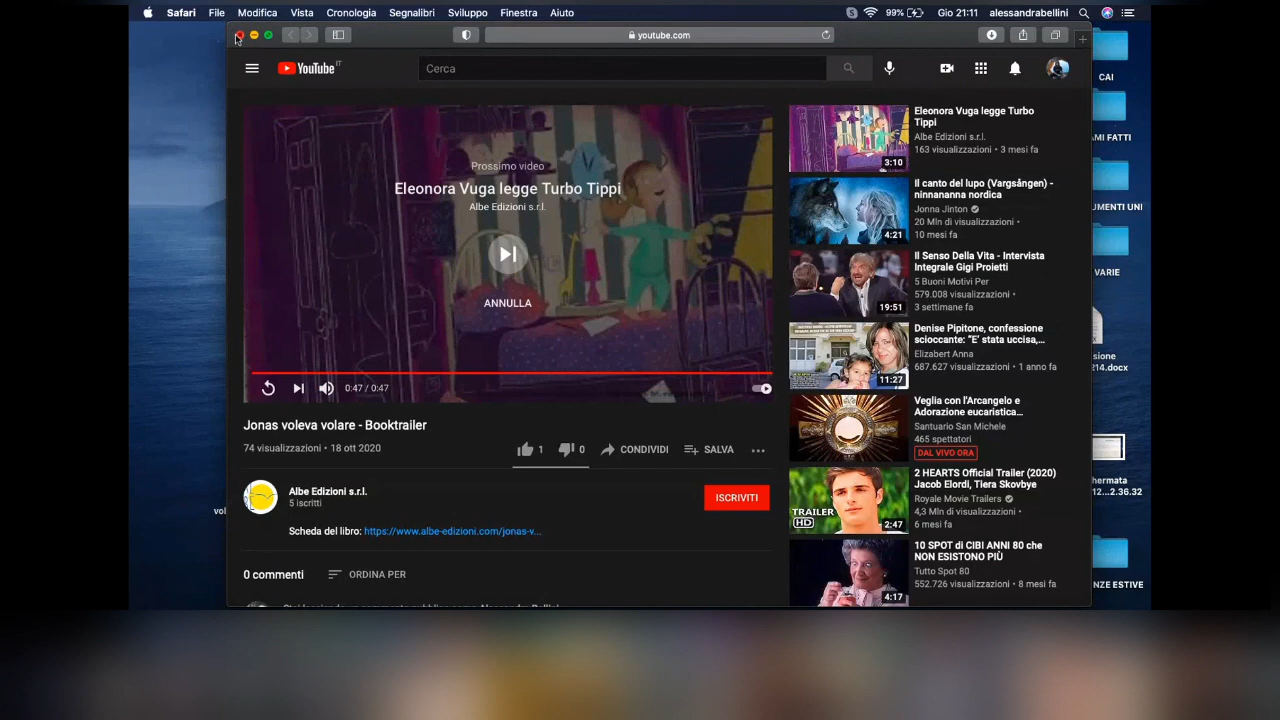 Safari File Modifica Vista Cronologia Segnalibri Sviluppo Finestra Aiuto 99% Gio 21:11 alessandrabellini
youtube.com
YouTube IT
Cerca
Prossimo video
Eleonora Vuga legge Turbo Tippi
Albe Edizioni s.r.l.
ANNULLA
0:47 / 0:47
Jonas voleva volare - Booktrailer
74 visualizzazioni • 18 ott 2020
1 0 CONDIVIDI SALVA
Albe Edizioni s.r.l.
5 iscritti
ISCRIVITI
Scheda del libro: https://www.albe-edizioni.com/jonas-v...
0 commenti ORDINA PER
3:10
Eleonora Vuga legge Turbo
Tippi
Albe Edizioni s.r.l.
163 visualizzazioni • 3 mesi fa
4:21
Il canto del lupo (Vargsången) -
ninnananna nordica
Jonna Jinton
20 Mln di visualizzazioni •
10 mesi fa
19:51
Il Senso Della Vita - Intervista
Integrale Gigi Proietti
5 Buoni Motivi Per
579.008 visualizzazioni •
3 settimane fa
11:27
Denise Pipitone, confessione
scioccante: “E’ stata uccisa,...
Elizabert Anna
687.627 visualizzazioni • 1 anno fa
Veglia con l'Arcangelo e
Adorazione eucaristica...
Santuario San Michele
465 spettatori
DAL VIVO ORA
TRAILER
HD
2:47
2 HEARTS Official Trailer (2020)
Jacob Elordi, Tiera Skovbye
Royale Movie Trailers
4,3 Mln di visualizzazioni •
6 mesi fa
4:17
10 SPOT di CIBI ANNI 80 che
NON ESISTONO PIÙ
Tutto Spot 80
552.726 visualizzazioni • 8 mesi fa
CAI
AMI FATTI
UMENTI UNI
VARIE
sione
214.docx
hermata
12...2.36.32
NZE ESTIVE
vol